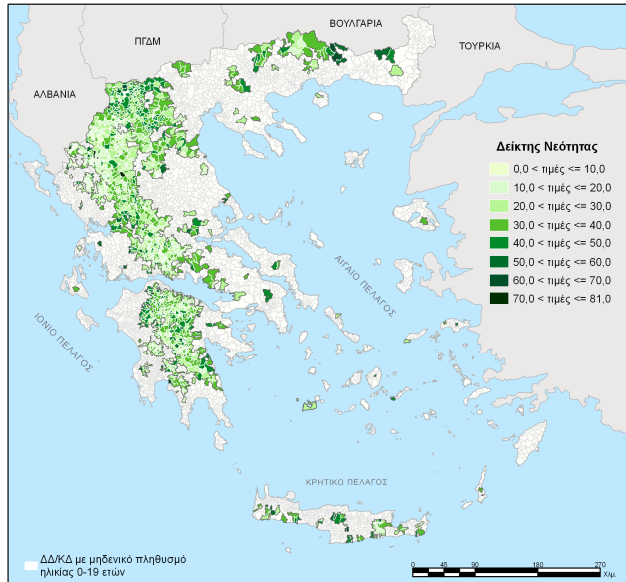 ΒΟΥΛΓΑΡΙΑ
ΠΓΔΜ
ΤΟΥΡΚΙΑ
ΑΛΒΑΝΙΑ
Δείκτης Νεότητας
0,0 < τιμές <= 10,0
10,0 < τιμές <= 20,0
20,0 < τιμές <= 30,0
30,0 < τιμές <= 40,0
40,0 < τιμές <= 50,0
50,0 < τιμές <= 60,0
60,0 < τιμές <= 70,0
70,0 < τιμές <= 81,0
ΑΙΓΑΙΟ ΠΕΛΑΓΟΣ
ΙΟΝΙΟ ΠΕΛΑΓΟΣ
ΚΡΗΤΙΚΟ ΠΕΛΑΓΟΣ
ΔΔ/ΚΔ με μηδενικό πληθυσμό
ηλικίας 0-19 ετών
0 45 90 180 270
Χλμ.